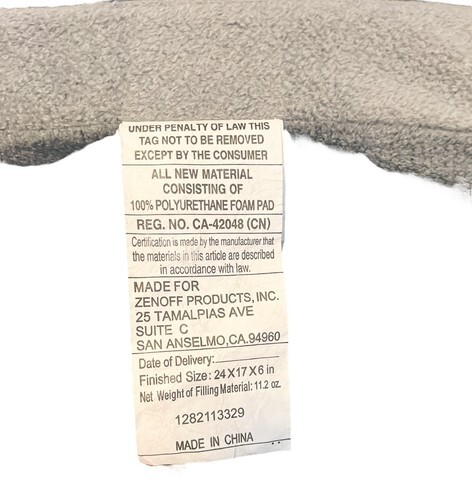 UNDER PENALTY OF LAW THIS
TAG NOT TO BE REMOVED
EXCEPT BY THE CONSUMER
ALL NEW MATERIAL
CONSISTING OF
100% POLYURETHANE FOAM PAD
REG. NO. CA-42048 (CN)
Certification is made by the manufacturer that
the materials in this article are described
in accordance with law.
MADE FOR
ZENOFF PRODUCTS, INC.
25 TAMALPIAS AVE
SUITE C
SAN ANSELMO,CA.94960
Date of Delivery:
Finished Size: 24X17X6 in
Net Weight of Filling Material: 11.2 oz.
1282113329
MADE IN CHINA